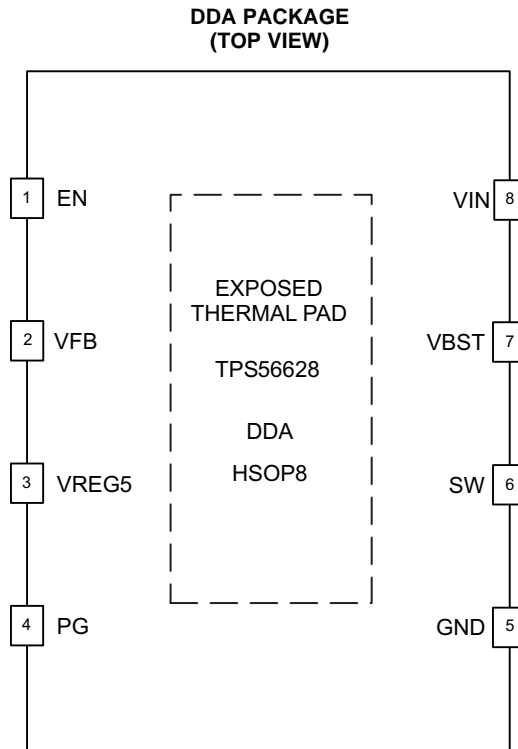 DDA PACKAGE
(TOP VIEW)
1 EN
VIN 8
2 VFB
VBST 7
3 VREG5
SW 6
4 PG
GND 5
EXPOSED
THERMAL PAD
TPS56628
DDA
HSOP8